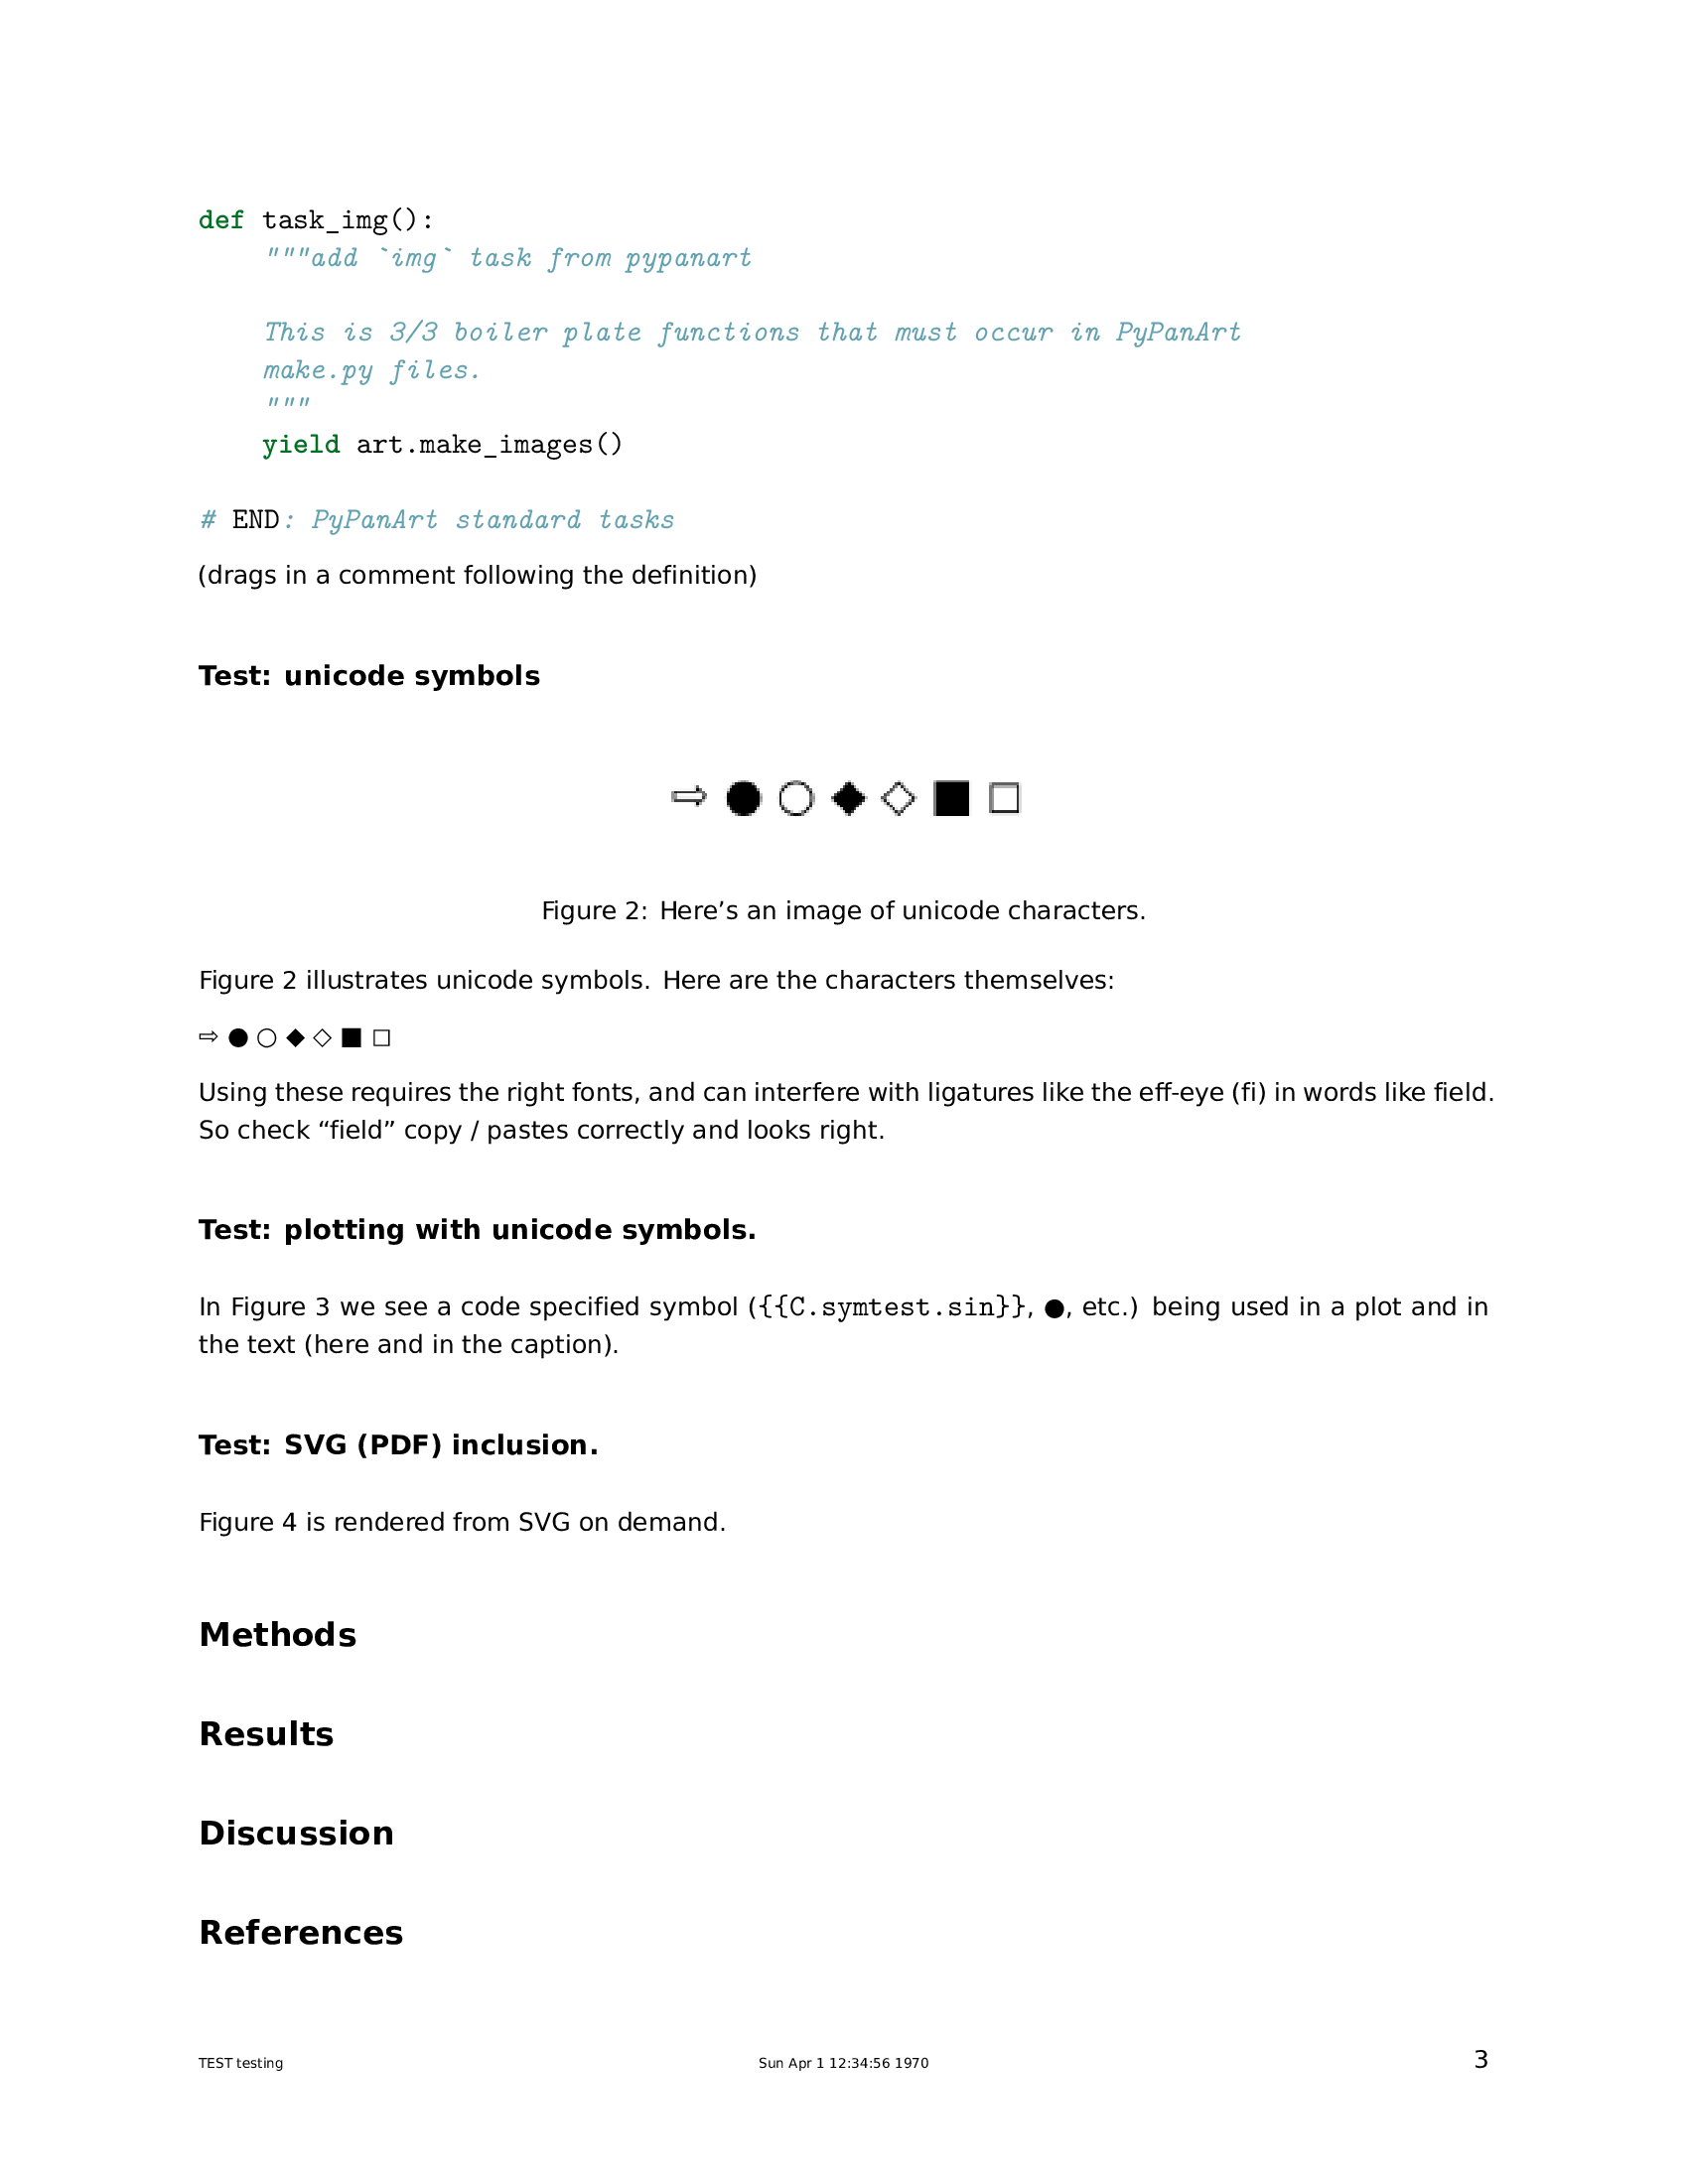 def task_img():
    """add `img` task from pypanart

    This is 3/3 boiler plate functions that must occur in PyPanArt
    make.py files.
    """
    yield art.make_images()

# END: PyPanArt standard tasks
(drags in a comment following the definition)
Test: unicode symbols
⇨ ● ○ ◆ ◇ ■ □
Figure 2: Here’s an image of unicode characters.
Figure 2 illustrates unicode symbols. Here are the characters themselves:
⇨ ● ○ ◆ ◇ ■ □
Using these requires the right fonts, and can interfere with ligatures like the eff-eye (fi) in words like field.
So check “field” copy / pastes correctly and looks right.
Test: plotting with unicode symbols.
In Figure 3 we see a code specified symbol ({{C.symtest.sin}}, ●, etc.) being used in a plot and in
the text (here and in the caption).
Test: SVG (PDF) inclusion.
Figure 4 is rendered from SVG on demand.
Methods
Results
Discussion
References
TEST testing
Sun Apr 1 12:34:56 1970
3